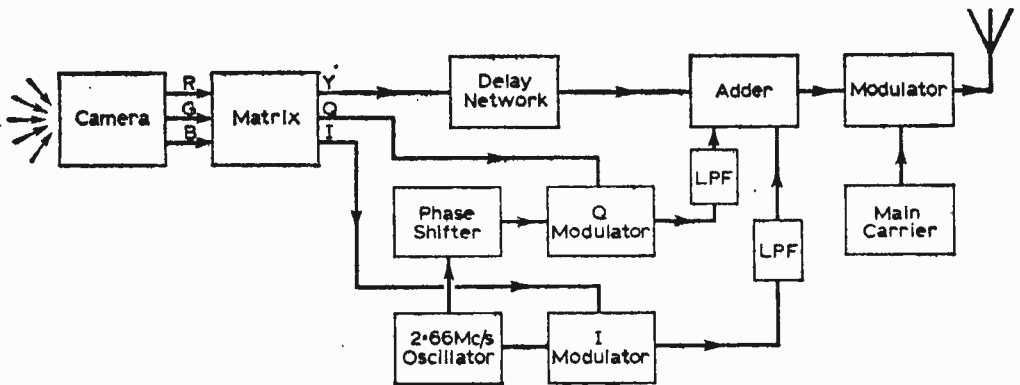 Camera
R
G
B
Matrix
Y
Q
I
Delay
Network
Adder
Modulator
LPF
Phase
Shifter
Q
Modulator
Main
Carrier
LPF
2·66Mc/s
Oscillator
I
Modulator